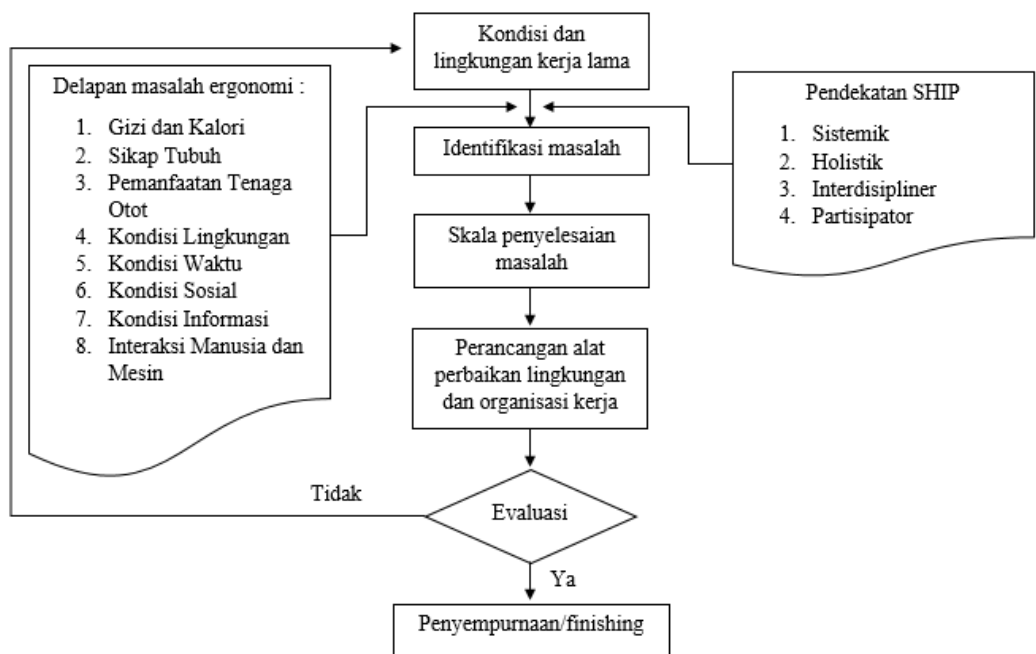 Kondisi dan
lingkungan kerja lama
Delapan masalah ergonomi :
1. Gizi dan Kalori
2. Sikap Tubuh
3. Pemanfaatan Tenaga
Otot
4. Kondisi Lingkungan
5. Kondisi Waktu
6. Kondisi Sosial
7. Kondisi Informasi
8. Interaksi Manusia dan
Mesin
Pendekatan SHIP
1. Sistemik
2. Holistik
3. Interdisipliner
4. Partisipator
Identifikasi masalah
Skala penyelesaian
masalah
Perancangan alat
perbaikan lingkungan
dan organisasi kerja
Tidak
Evaluasi
Ya
Penyempurnaan/finishing